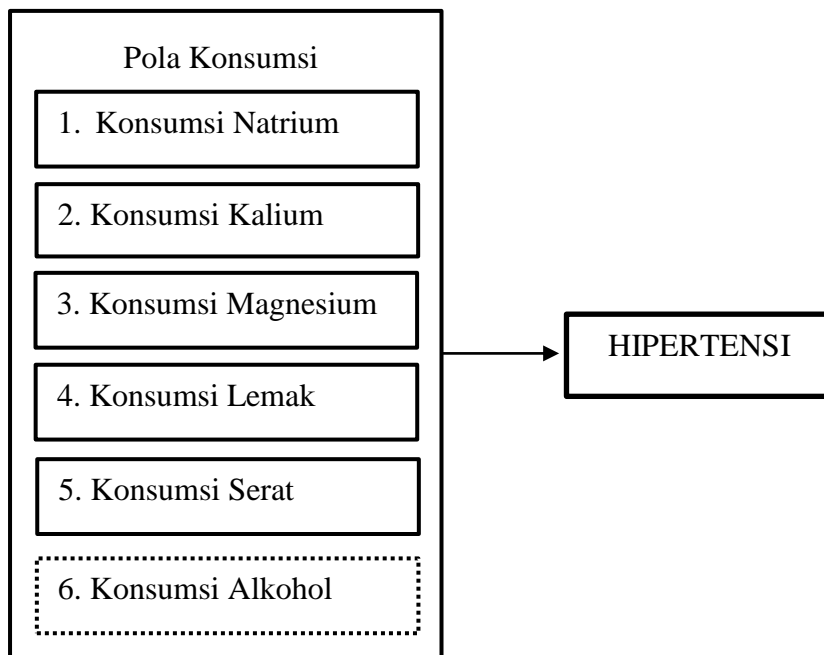 Pola Konsumsi
1. Konsumsi Natrium
2. Konsumsi Kalium
3. Konsumsi Magnesium
4. Konsumsi Lemak
5. Konsumsi Serat
6. Konsumsi Alkohol
HIPERTENSI